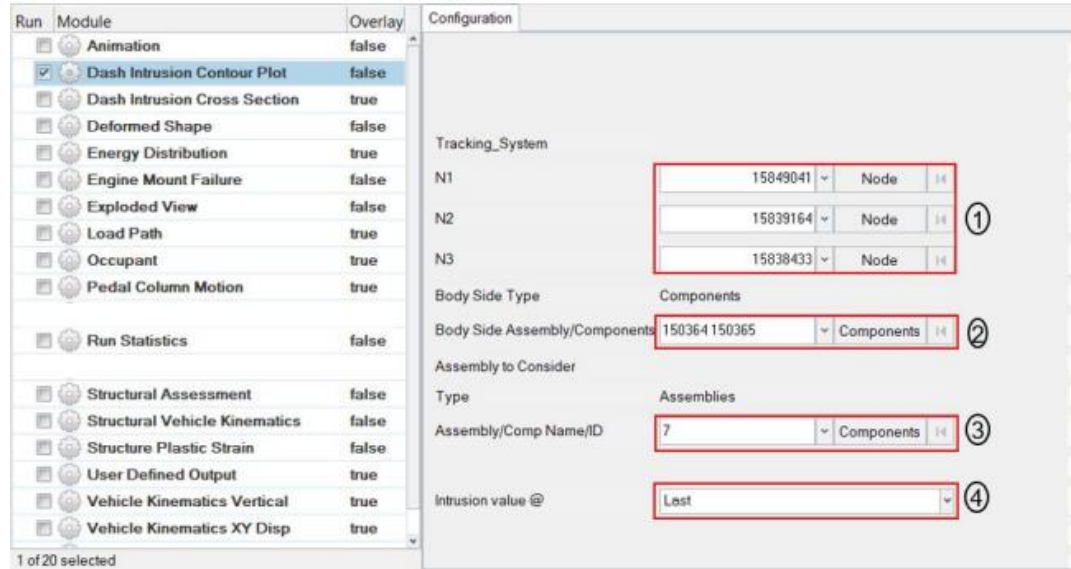 Run Module Overlay
Animation false
Dash Intrusion Contour Plot false
Dash Intrusion Cross Section true
Deformed Shape false
Energy Distribution true
Engine Mount Failure false
Exploded View false
Load Path true
Occupant true
Pedal Column Motion true
Run Statistics false
Structural Assessment false
Structural Vehicle Kinematics false
Structure Plastic Strain false
User Defined Output true
Vehicle Kinematics Vertical true
Vehicle Kinematics XY Disp true
1 of 20 selected
Configuration
Tracking_System
N1 15849041 Node
N2 15839164 Node
N3 15838433 Node
①
Body Side Type Components
Body Side Assembly/Components 150364 150365 Components ②
Assembly to Consider
Type Assemblies
Assembly/Comp Name/ID 7 Components ③
Intrusion value @ Last ④